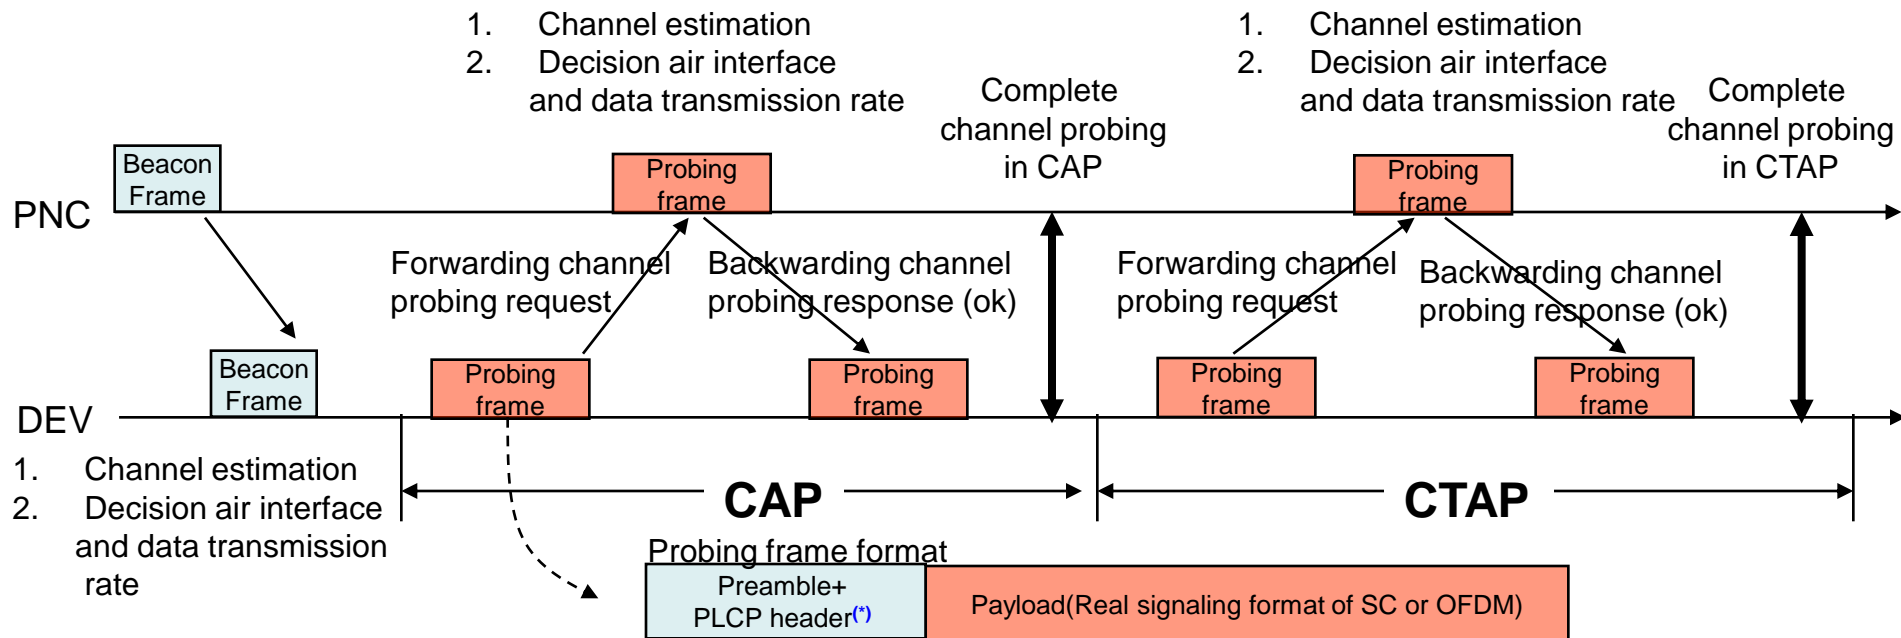 1. Channel estimation
2. Decision air interface
and data transmission rate
1. Channel estimation
2. Decision air interface
and data transmission rate
Complete
channel probing
in CAP
Complete
channel probing
in CTAP
Beacon
Frame
Probing
frame
Probing
frame
PNC
Forwarding channel
probing request
Backwarding channel
probing response (ok)
Forwarding channel
probing request
Backwarding channel
probing response (ok)
Beacon
Frame
Probing
frame
Probing
frame
Probing
frame
Probing
frame
DEV
1. Channel estimation
2. Decision air interface
and data transmission
rate
CAP
CTAP
Probing frame format
Preamble+
PLCP header(*)
Payload(Real signaling format of SC or OFDM)